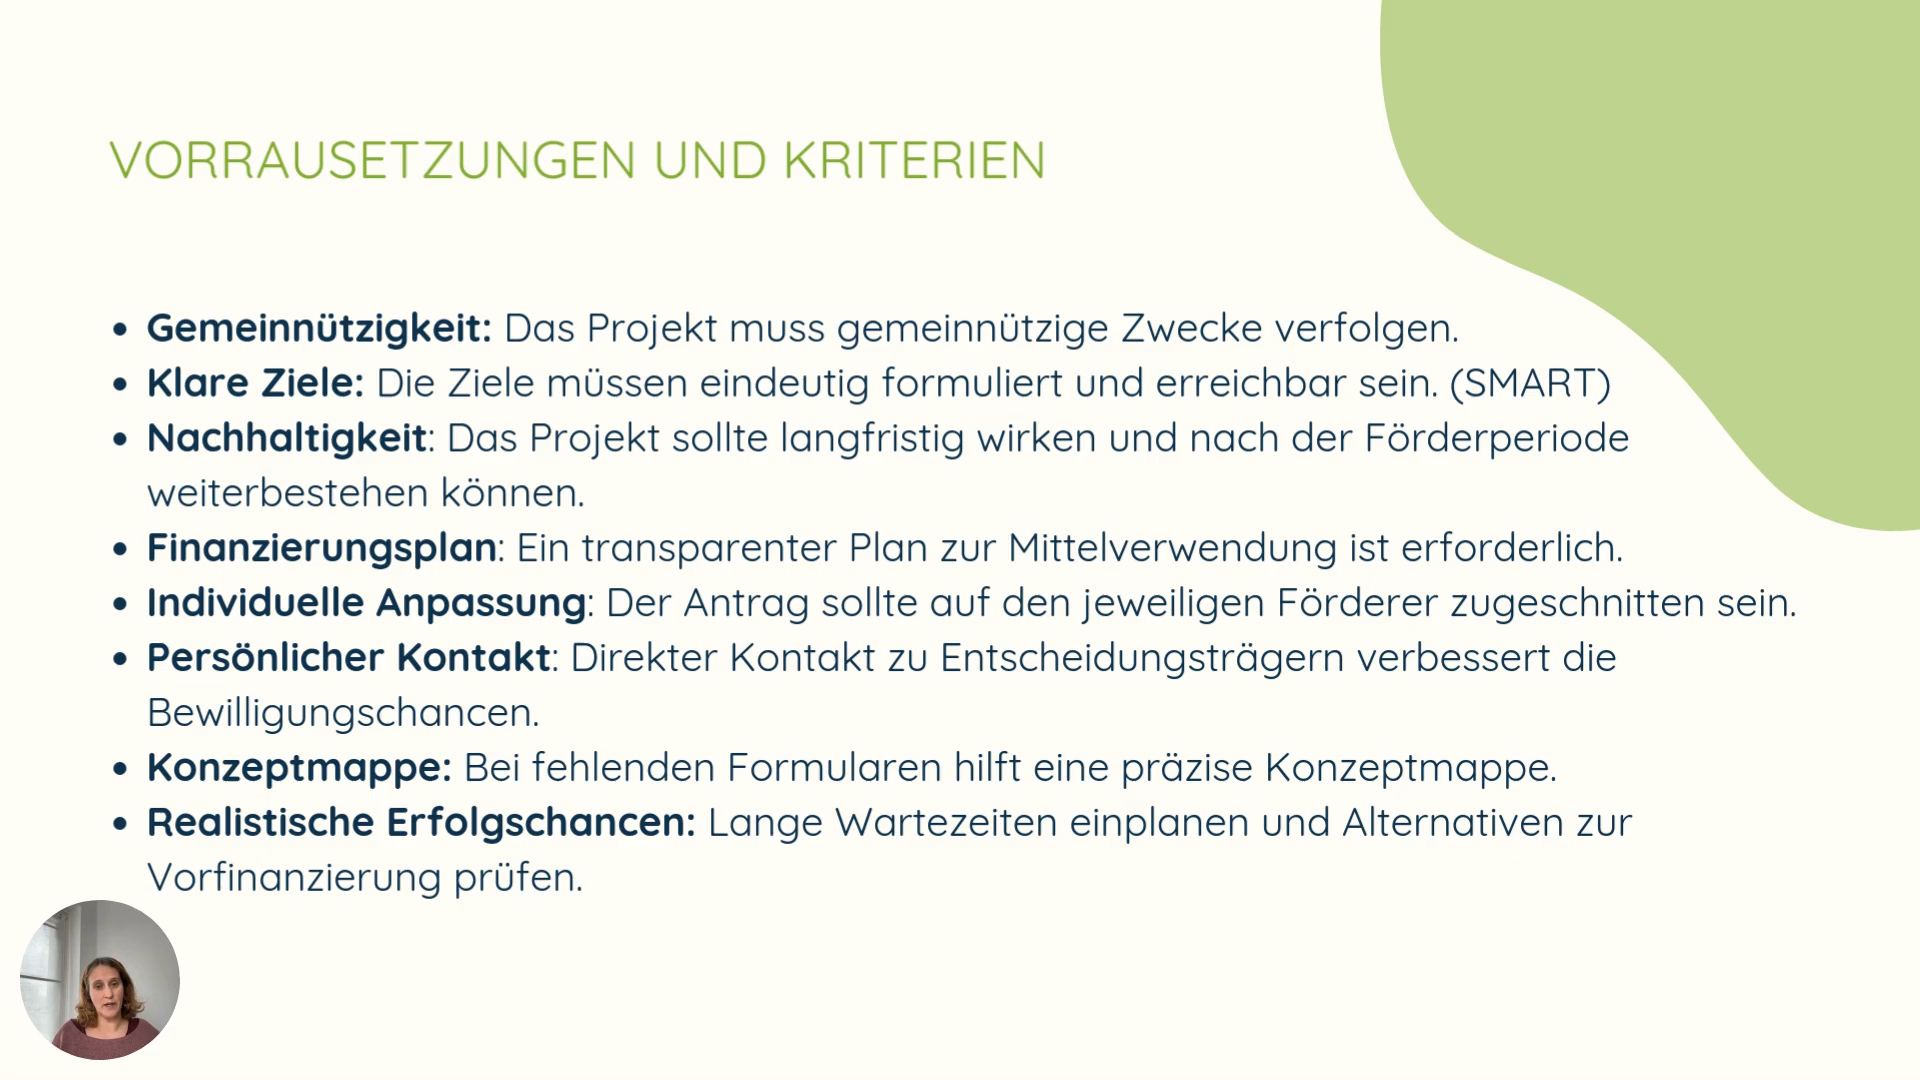 VORRAUSETZUNGEN UND KRITERIEN
• Gemeinnützigkeit: Das Projekt muss gemeinnützige Zwecke verfolgen.
• Klare Ziele: Die Ziele müssen eindeutig formuliert und erreichbar sein. (SMART)
• Nachhaltigkeit: Das Projekt sollte langfristig wirken und nach der Förderperiode
weiterbestehen können.
• Finanzierungsplan: Ein transparenter Plan zur Mittelverwendung ist erforderlich.
• Individuelle Anpassung: Der Antrag sollte auf den jeweiligen Förderer zugeschnitten sein.
• Persönlicher Kontakt: Direkter Kontakt zu Entscheidungsträgern verbessert die
Bewilligungschancen.
• Konzeptmappe: Bei fehlenden Formularen hilft eine präzise Konzeptmappe.
• Realistische Erfolgschancen: Lange Wartezeiten einplanen und Alternativen zur
Vorfinanzierung prüfen.